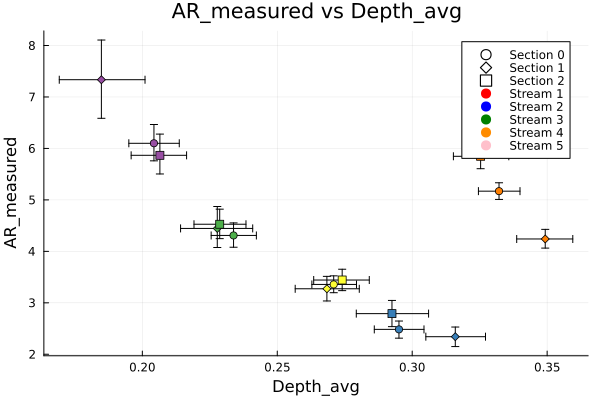 AR_measured vs Depth_avg
8
7
6
5
4
3
2
AR_measured
0.20
0.25
0.30
0.35
Depth_avg
Section 0
Section 1
Section 2
Stream 1
Stream 2
Stream 3
Stream 4
Stream 5